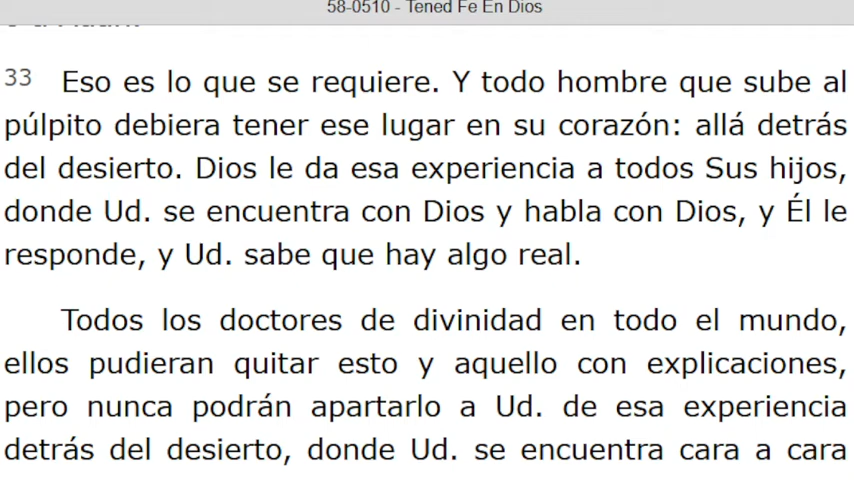 58-0510 - Tened Fe En Dios
33 Eso es lo que se requiere. Y todo hombre que sube al
púlpito debiera tener ese lugar en su corazón: allá detrás
del desierto. Dios le da esa experiencia a todos Sus hijos,
donde Ud. se encuentra con Dios y habla con Dios, y Él le
responde, y Ud. sabe que hay algo real.
Todos los doctores de divinidad en todo el mundo,
ellos pudieran quitar esto y aquello con explicaciones,
pero nunca podrán apartarlo a Ud. de esa experiencia
detrás del desierto, donde Ud. se encuentra cara a cara